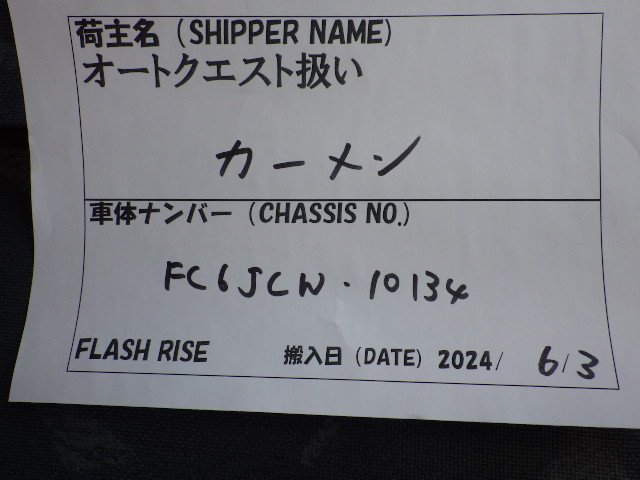 荷主名 (SHIPPER NAME)
オートクエスト扱い
カーメン
車体ナンバー (CHASSIS NO.)
FC6JCW・10134
FLASH RISE 搬入日 (DATE) 2024/ 6/3